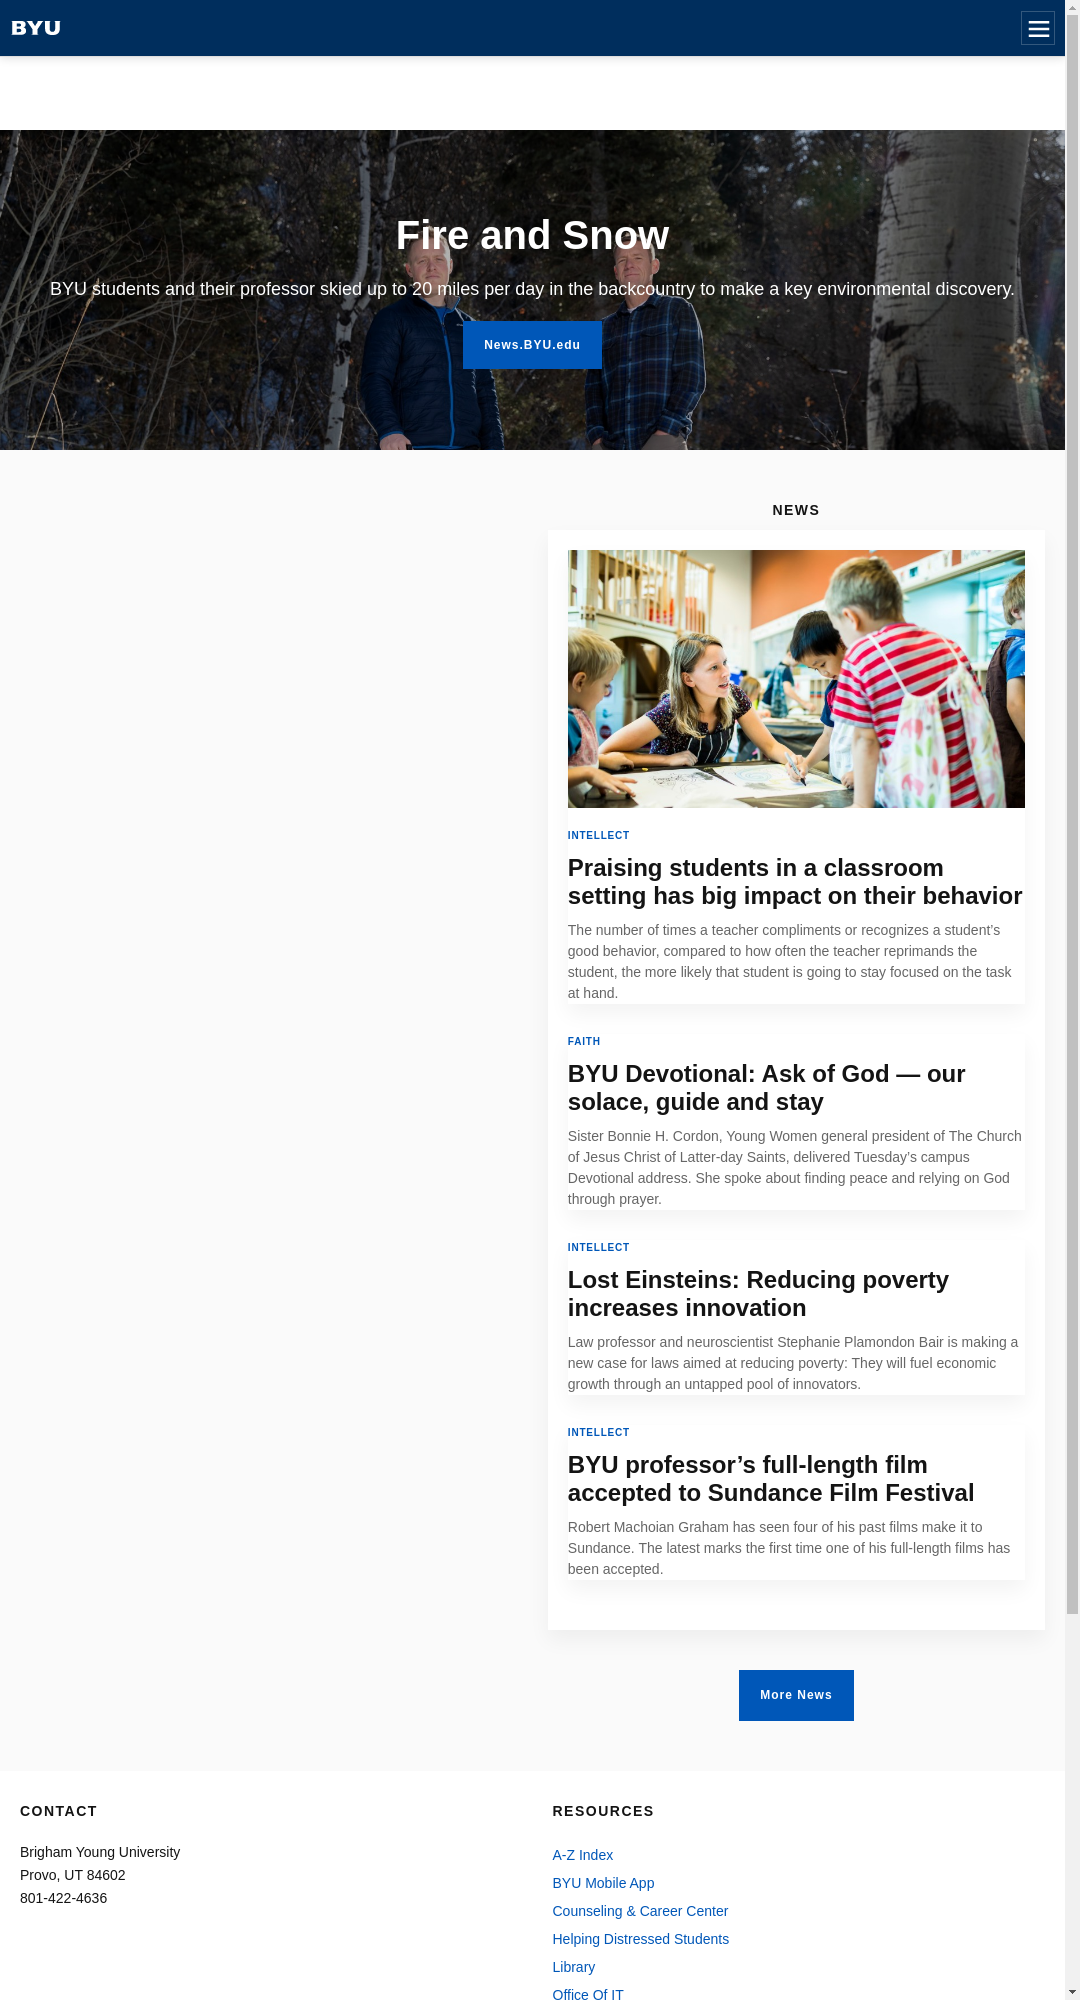 BYU
Fire and Snow
BYU students and their professor skied up to 20 miles per day in the backcountry to make a key environmental discovery.
News.BYU.edu
NEWS
INTELLECT
Praising students in a classroom
setting has big impact on their behavior
The number of times a teacher compliments or recognizes a student’s
good behavior, compared to how often the teacher reprimands the
student, the more likely that student is going to stay focused on the task
at hand.
FAITH
BYU Devotional: Ask of God — our
solace, guide and stay
Sister Bonnie H. Cordon, Young Women general president of The Church
of Jesus Christ of Latter-day Saints, delivered Tuesday’s campus
Devotional address. She spoke about finding peace and relying on God
through prayer.
INTELLECT
Lost Einsteins: Reducing poverty
increases innovation
Law professor and neuroscientist Stephanie Plamondon Bair is making a
new case for laws aimed at reducing poverty: They will fuel economic
growth through an untapped pool of innovators.
INTELLECT
BYU professor’s full-length film
accepted to Sundance Film Festival
Robert Machoian Graham has seen four of his past films make it to
Sundance. The latest marks the first time one of his full-length films has
been accepted.
More News
CONTACT
Brigham Young University
Provo, UT 84602
801-422-4636
RESOURCES
A-Z Index
BYU Mobile App
Counseling & Career Center
Helping Distressed Students
Library
Office Of IT